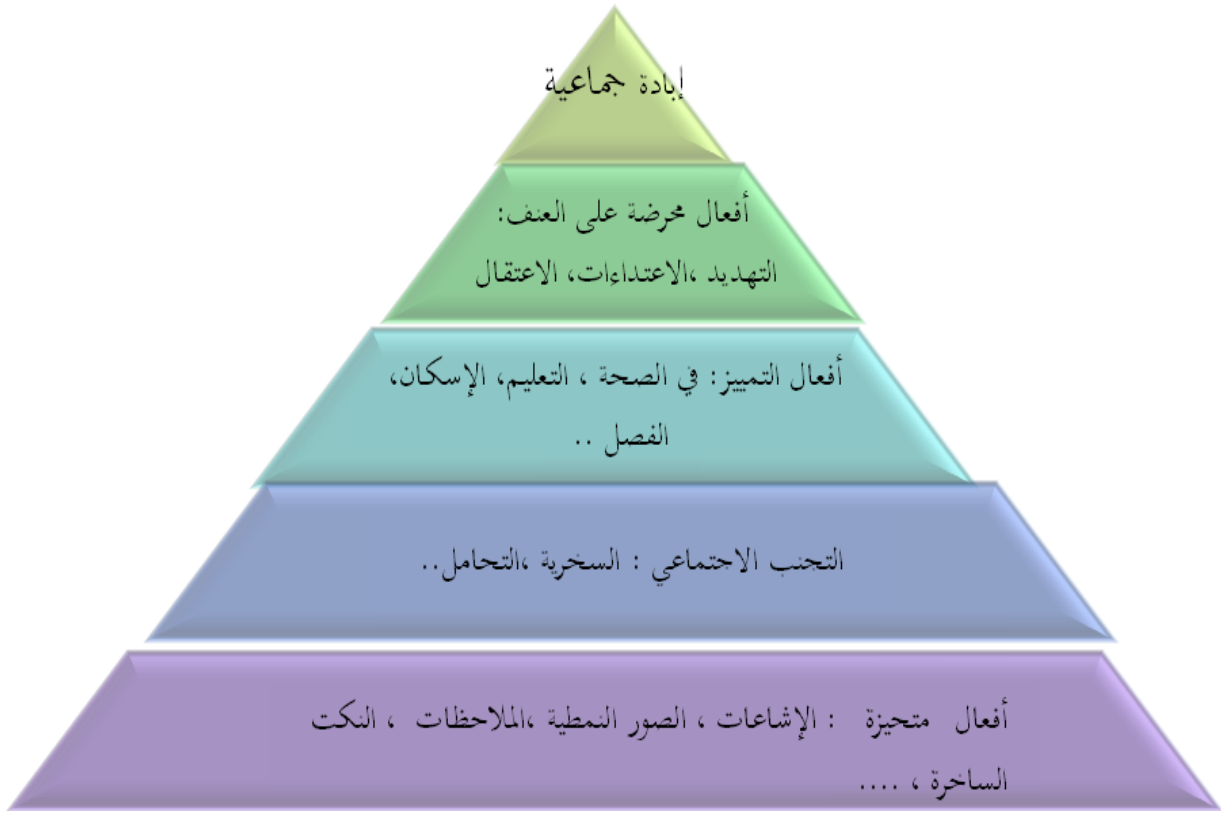 إبادة جماعية
أفعال محرضة على العنف:
التهديد ،الاعتداءات، الاعتقال
أفعال التمييز: في الصحة ، التعليم، الإسكان،
الفصل ..
التجنب الاجتماعي : السخرية ،التحامل..
أفعال متحيزة : الإشاعات ، الصور النمطية ،الملاحظات ، النكت
الساخرة ، ....